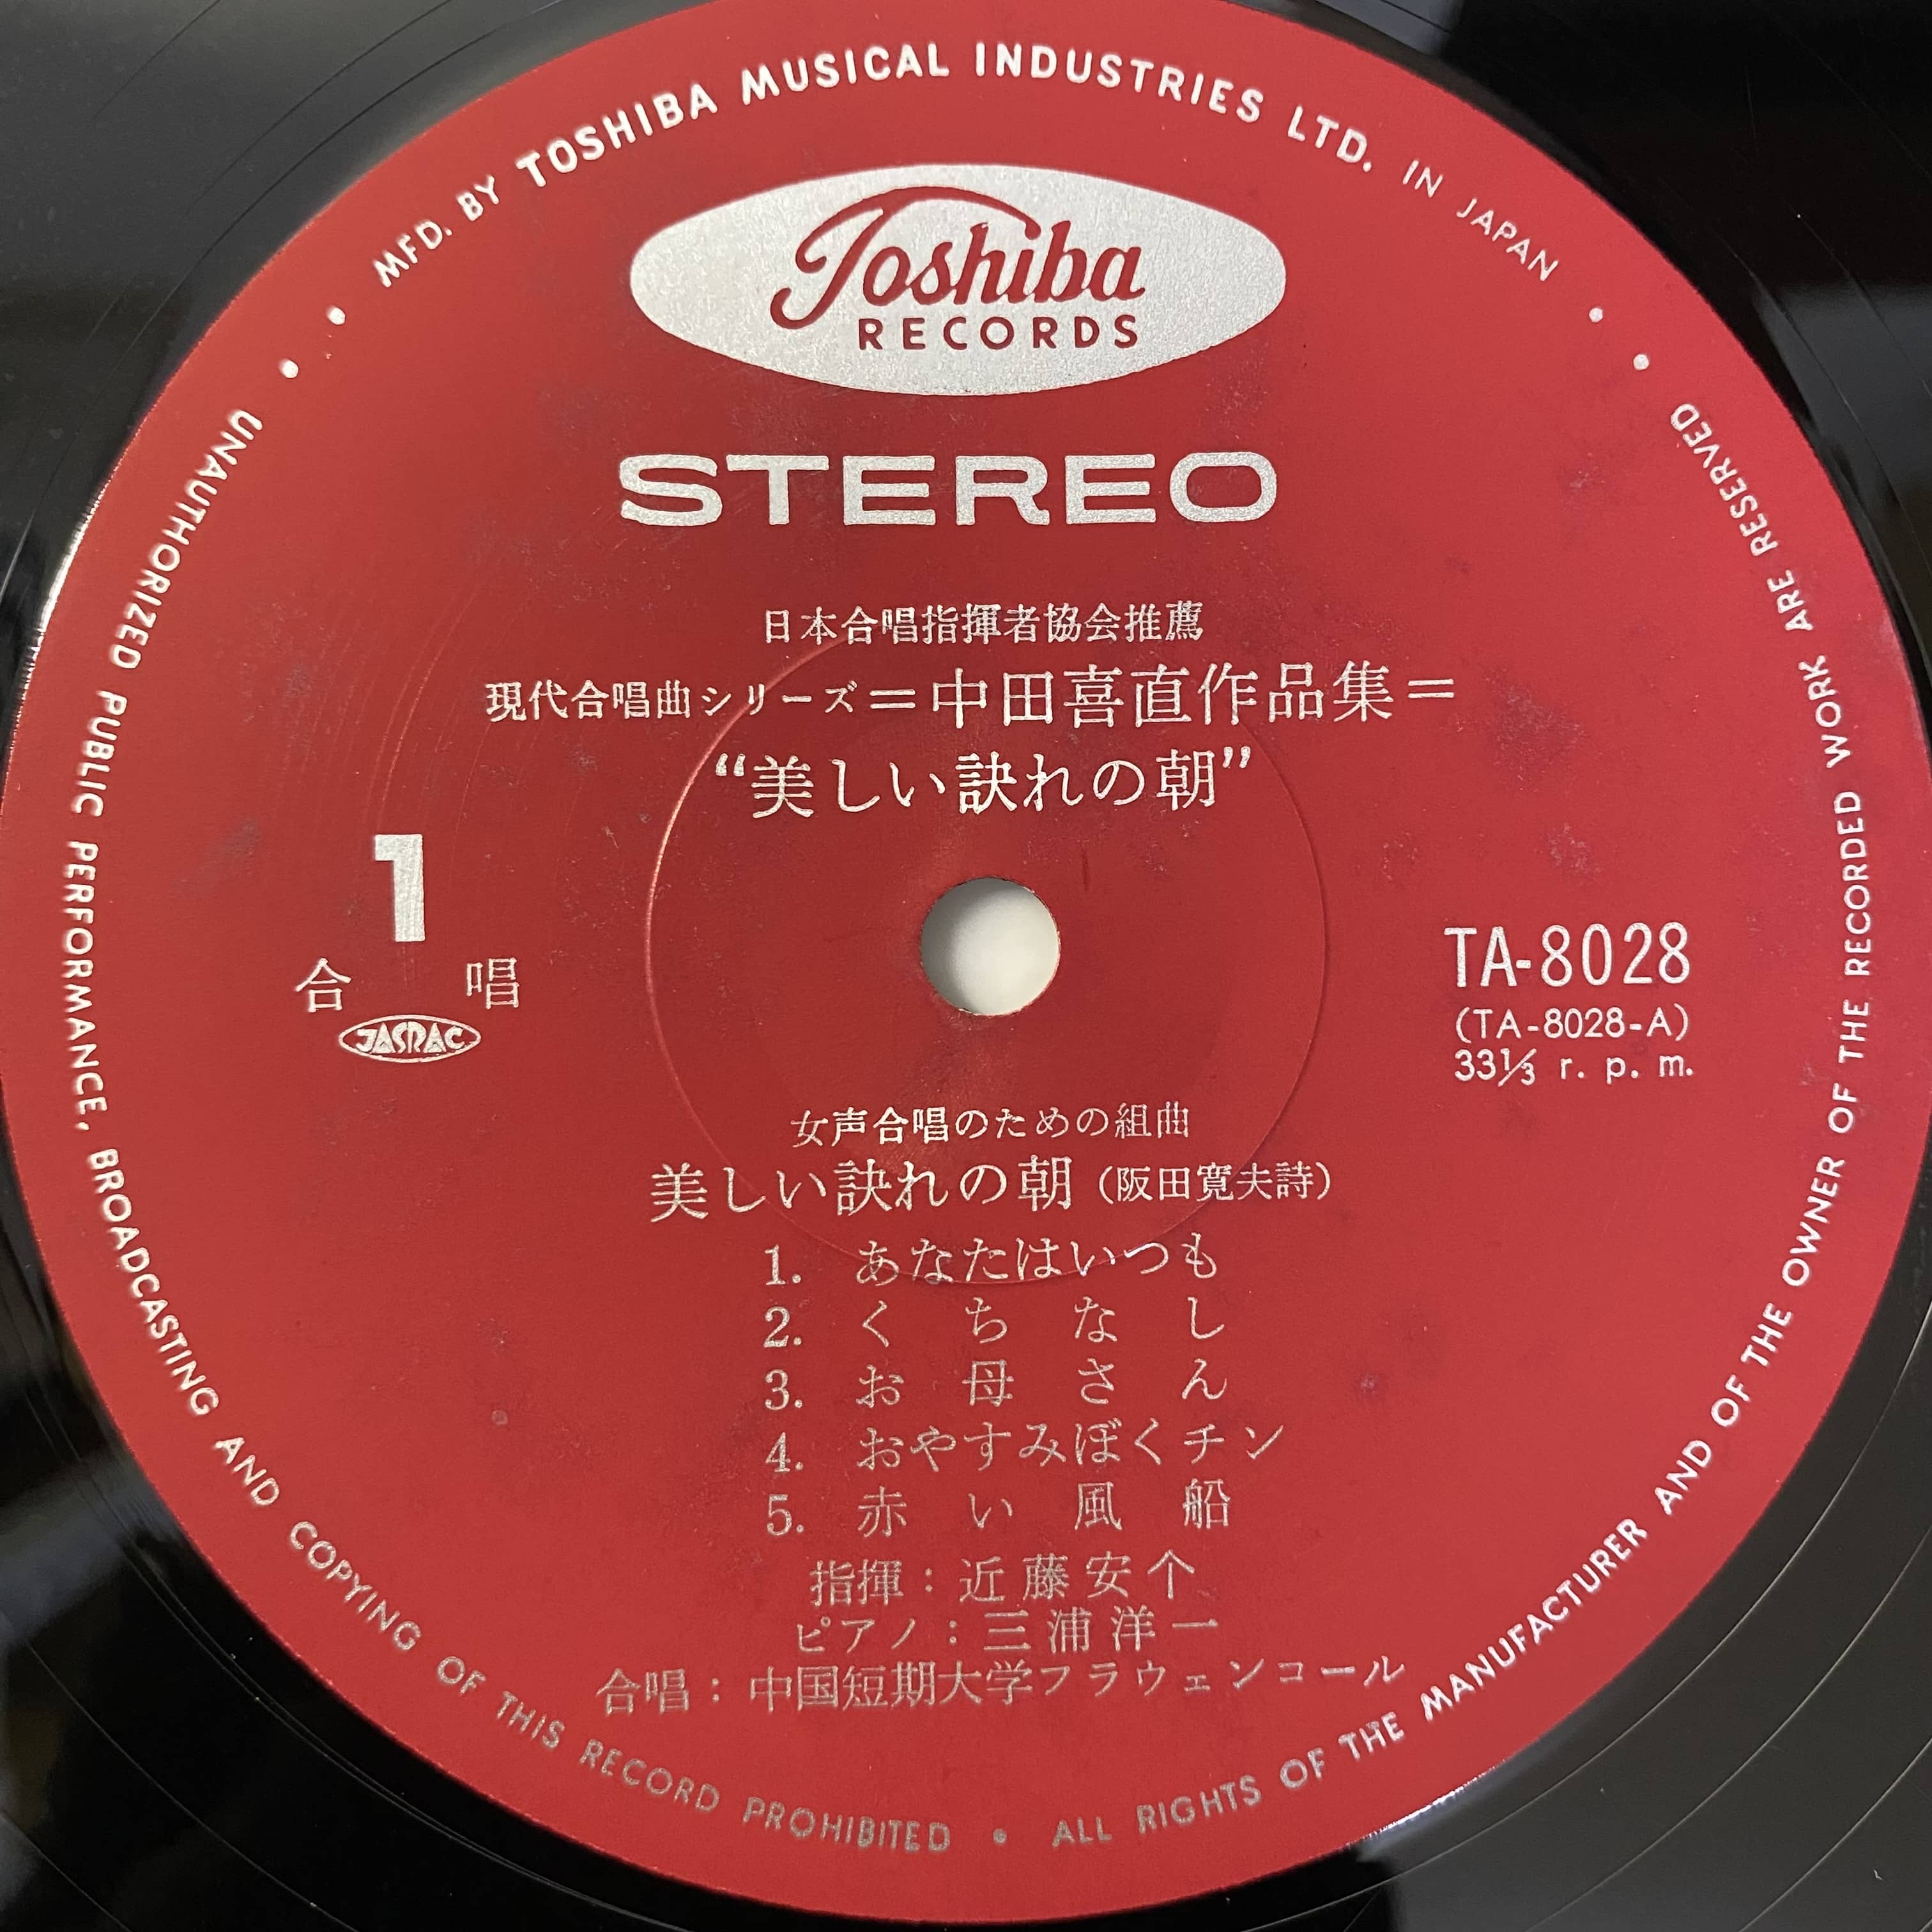 MFD. BY TOSHIBA MUSICAL INDUSTRIES LTD. IN JAPAN
Toshiba
RECORDS
STEREO
日本合唱指揮者協会推薦
現代合唱曲シリーズ＝中田喜直作品集＝
“美しい訣れの朝”
1
合唱
JASRAC
TA-8028
(TA-8028-A)
33⅓ r. p. m.
女声合唱のための組曲
美しい訣れの朝（阪田寛夫詩）
1. あなたはいつも
2. くちなし
3. お母さん
4. おやすみぼくチン
5. 赤い風船
指揮：近藤安个
ピアノ：三浦洋一
合唱：中国短期大学フラウェンコール
UNAUTHORIZED PUBLIC PERFORMANCE, BROADCASTING AND COPYING OF THIS RECORD PROHIBITED • ALL RIGHTS OF THE MANUFACTURER AND OF THE OWNER OF THE RECORDED WORK ARE RESERVED